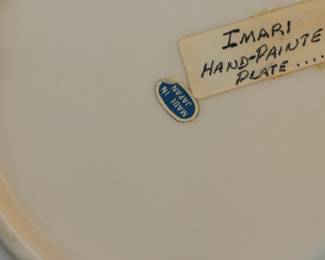 IMARI
HAND-PAINTE
PLATE....
MADE IN
JAPAN